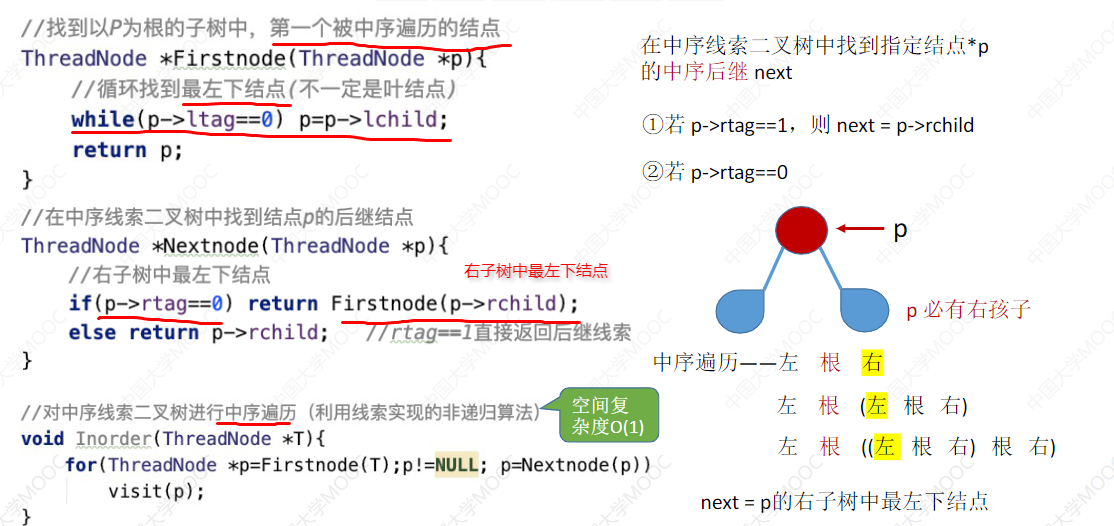 //找到以P为根的子树中，第一个被中序遍历的结点
ThreadNode *Firstnode(ThreadNode *p){
//循环找到最左下结点(不一定是叶结点)
while(p->ltag==0) p=p->lchild;
return p;
}
//在中序线索二叉树中找到结点p的后继结点
ThreadNode *Nextnode(ThreadNode *p){
//右子树中最左下结点
右子树中最左下结点
if(p->rtag==0) return Firstnode(p->rchild);
else return p->rchild; //rtag==1直接返回后继线索
}
//对中序线索二叉树进行中序遍历（利用线索实现的非递归算法）
空间复
杂度O(1)
void Inorder(ThreadNode *T){
for(ThreadNode *p=Firstnode(T);p!=NULL; p=Nextnode(p))
visit(p);
}
在中序线索二叉树中找到指定结点*p
的中序后继 next
①若 p->rtag==1，则 next = p->rchild
②若 p->rtag==0
p
p 必有右孩子
中序遍历——左 根 右
左 根 (左 根 右)
左 根 ((左 根 右) 根 右)
next = p的右子树中最左下结点
中国大学MOOC